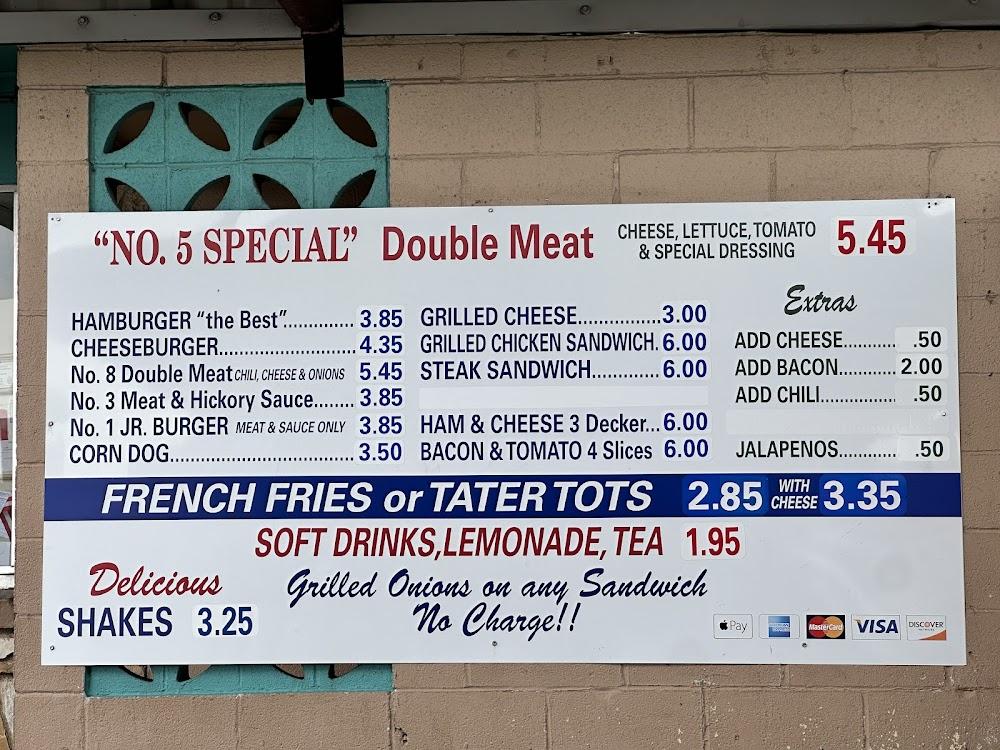 "NO. 5 SPECIAL" Double Meat CHEESE, LETTUCE, TOMATO & SPECIAL DRESSING 5.45
HAMBURGER "the Best".............. 3.85
CHEESEBURGER............................ 4.35
No. 8 Double Meat CHILI, CHEESE & ONIONS 5.45
No. 3 Meat & Hickory Sauce........ 3.85
No. 1 JR. BURGER MEAT & SAUCE ONLY 3.85
CORN DOG..................................... 3.50
GRILLED CHEESE.................3.00
GRILLED CHICKEN SANDWICH. 6.00
STEAK SANDWICH.............. 6.00
HAM & CHEESE 3 Decker... 6.00
BACON & TOMATO 4 Slices 6.00
Extras
ADD CHEESE........... .50
ADD BACON............ 2.00
ADD CHILI................ .50
JALAPENOS............ .50
FRENCH FRIES or TATER TOTS 2.85 WITH CHEESE 3.35
SOFT DRINKS, LEMONADE, TEA 1.95
Delicious
SHAKES 3.25
Grilled Onions on any Sandwich
No Charge!!
Pay
AMERICAN EXPRESS
MasterCard
VISA
DISCOVER